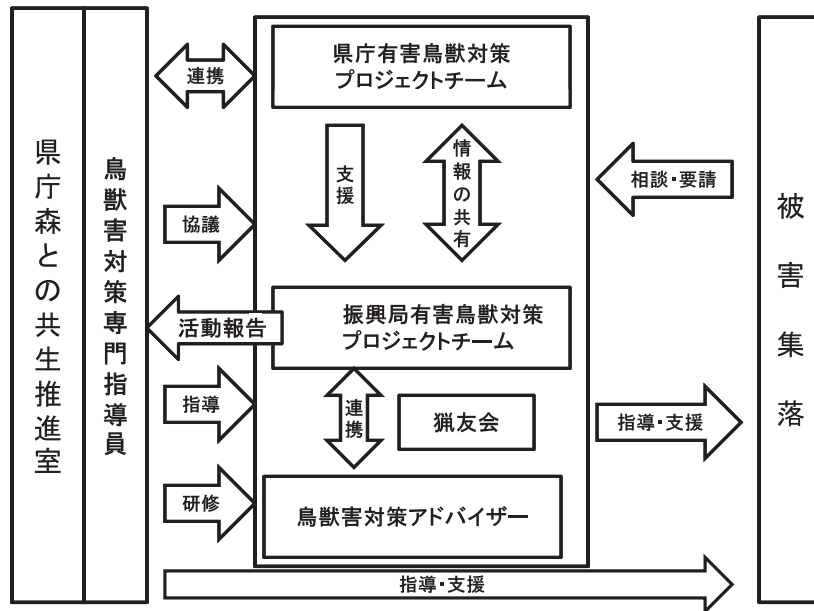 県庁森との共生推進室
鳥獣害対策専門指導員
連携
協議
活動報告
指導
研修
県庁有害鳥獣対策
プロジェクトチーム
支援
情報の共有
振興局有害鳥獣対策
プロジェクトチーム
連携
猟友会
鳥獣害対策アドバイザー
相談・要請
指導・支援
被害集落
指導・支援